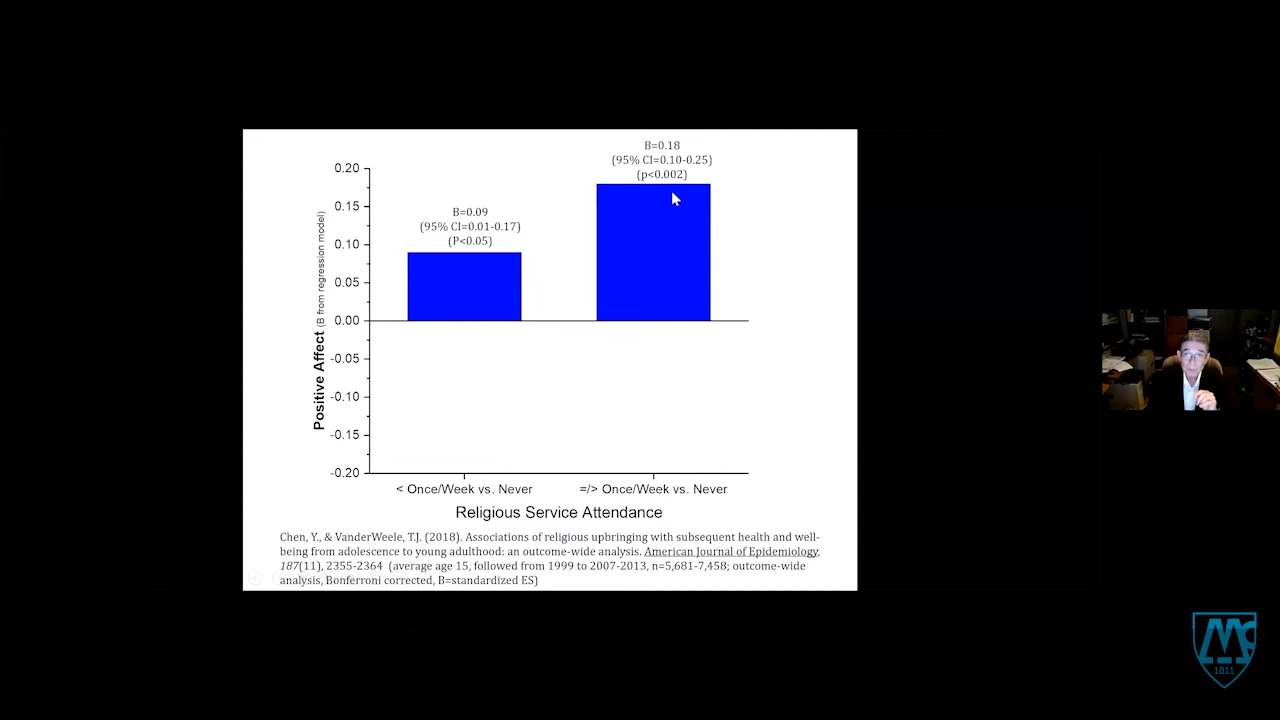 B=0.18
(95% CI=0.10-0.25)
(p<0.002)
B=0.09
(95% CI=0.01-0.17)
(P<0.05)
0.20
0.15
0.10
0.05
0.00
-0.05
-0.10
-0.15
-0.20
Positive Affect (B from regression model)
< Once/Week vs. Never
=/> Once/Week vs. Never
Religious Service Attendance
Chen, Y., & VanderWeele, T.J. (2018). Associations of religious upbringing with subsequent health and well-
being from adolescence to young adulthood: an outcome-wide analysis. American Journal of Epidemiology,
187(11), 2355-2364 (average age 15, followed from 1999 to 2007-2013, n=5,681-7,458; outcome-wide
analysis, Bonferroni corrected, B=standardized ES)
Mc
1811